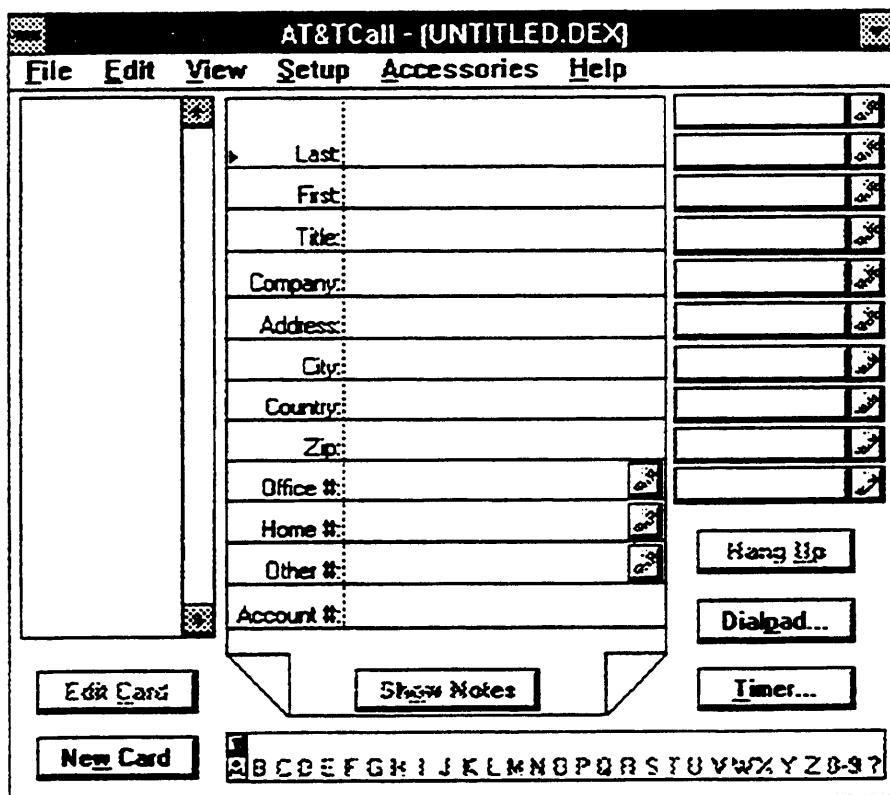 AT&TCall - [UNTITLED.DEX]
File Edit View Setup Accessories Help
Last:
First:
Title:
Company:
Address:
City:
Country:
Zip:
Office #:
Home #:
Other #:
Account #:
Hang Up
Dialpad...
Timer...
Edit Card
Show Notes
New Card
A B C D E F G H I J K L M N O P Q R S T U V W X Y Z 0-9 ?